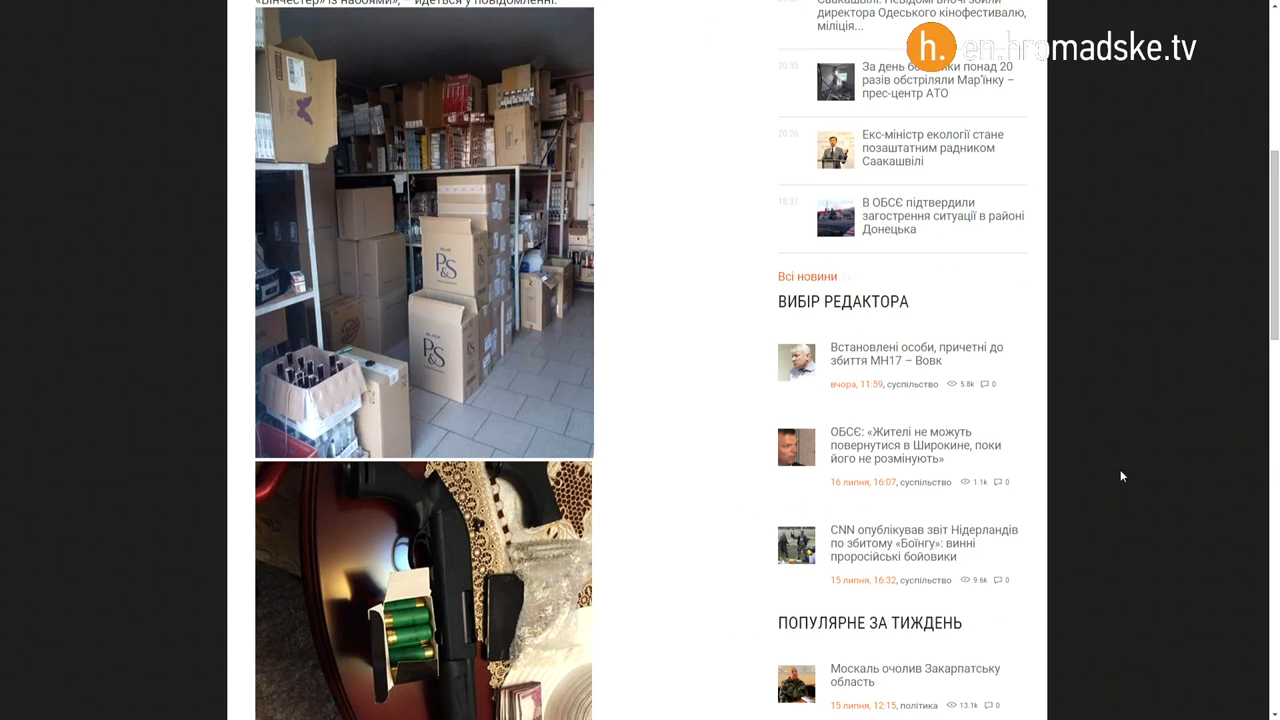 «Вінчестер» із набоями», – йдеться у повідомленні.
P&S
P&S
Саакашвілі: Невідомі вночі збили
директора Одеського кінофестивалю,
міліція...
h. en.hromadske.tv
20:35
За день бойовики понад 20
разів обстріляли Мар'їнку –
прес-центр АТО
20:26
Екс-міністр екології стане
позаштатним радником
Саакашвілі
18:37
В ОБСЄ підтвердили
загострення ситуації в районі
Донецька
Всі новини
ВИБІР РЕДАКТОРА
Встановлені особи, причетні до
збиття МН17 – Вовк
вчора, 11:59, суспільство 5.8k 0
ОБСЄ: «Жителі не можуть
повернутися в Широкине, поки
його не розмінують»
16 липня, 16:07, суспільство 1.1k 0
CNN опублікував звіт Нідерландів
по збитому «Боїнгу»: винні
проросійські бойовики
15 липня, 16:32, суспільство 9.6k 0
ПОПУЛЯРНЕ ЗА ТИЖДЕНЬ
Москаль очолив Закарпатську
область
15 липня, 12:15, політика 13.1k 0